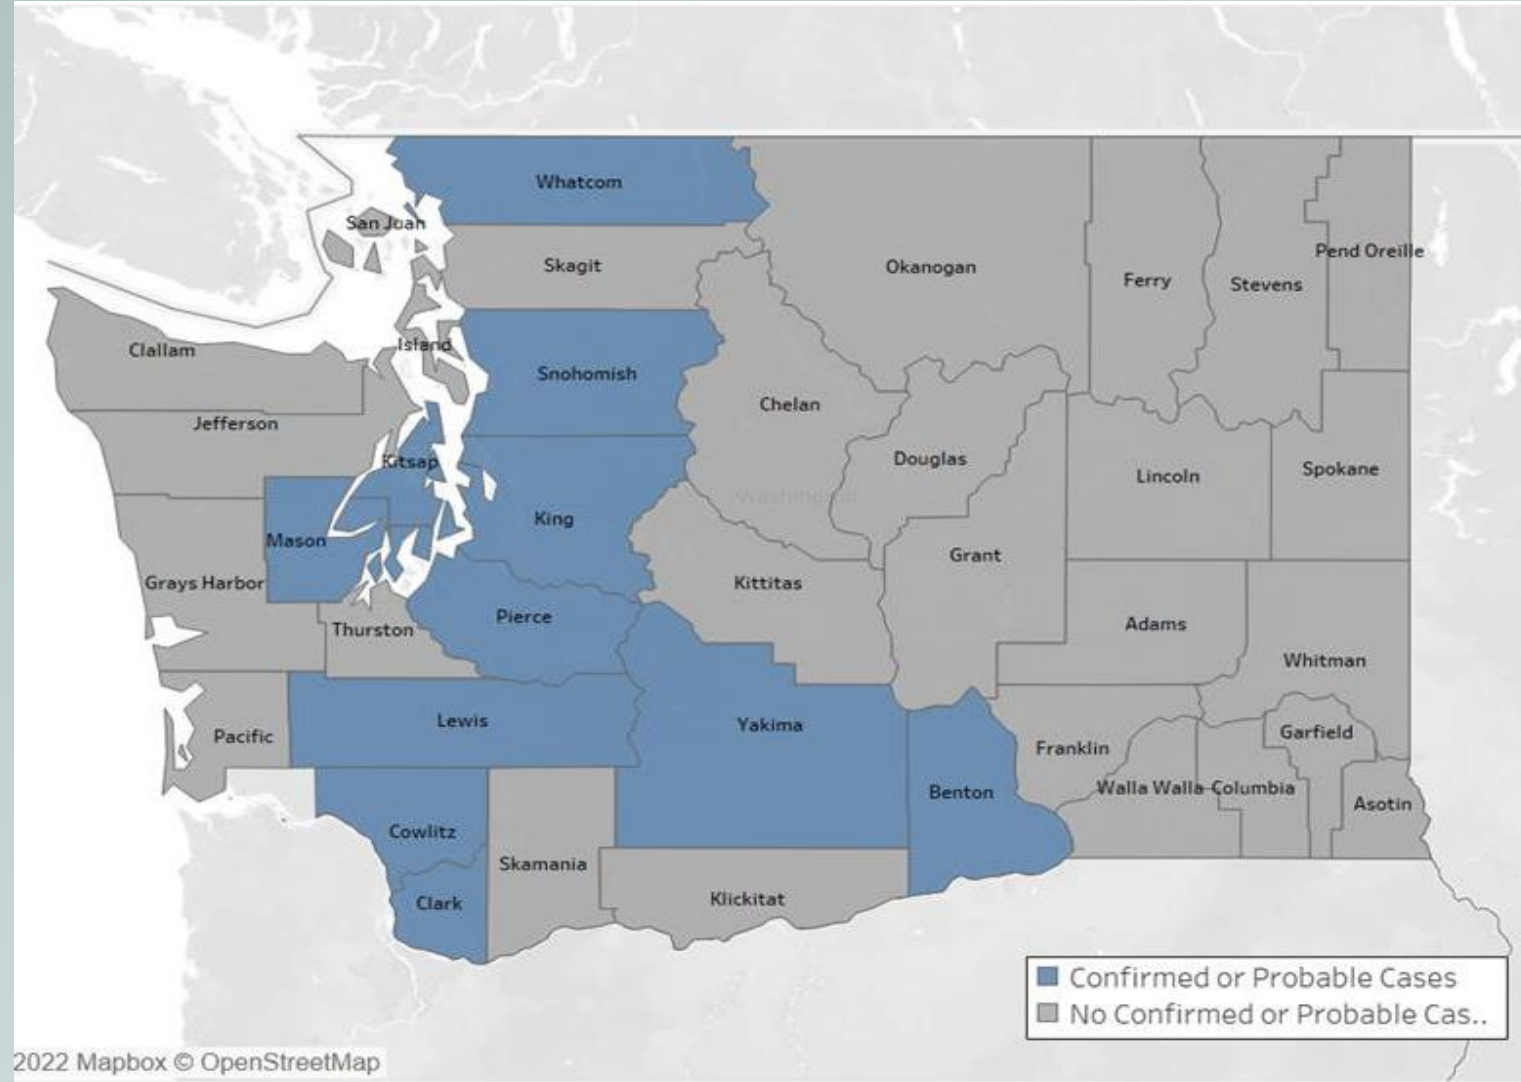 Whatcom
San Juan
Skagit
Okanogan
Ferry
Stevens
Pend Oreille
Clallam
Island
Snohomish
Chelan
Jefferson
Kitsap
Douglas
Lincoln
Spokane
Washington
King
Mason
Grant
Grays Harbor
Kittitas
Pierce
Thurston
Adams
Whitman
Lewis
Yakima
Pacific
Garfield
Franklin
Benton
Walla Walla
Columbia
Asotin
Cowlitz
Skamania
Clark
Klickitat
Confirmed or Probable Cases
No Confirmed or Probable Cas..
2022 Mapbox © OpenStreetMap